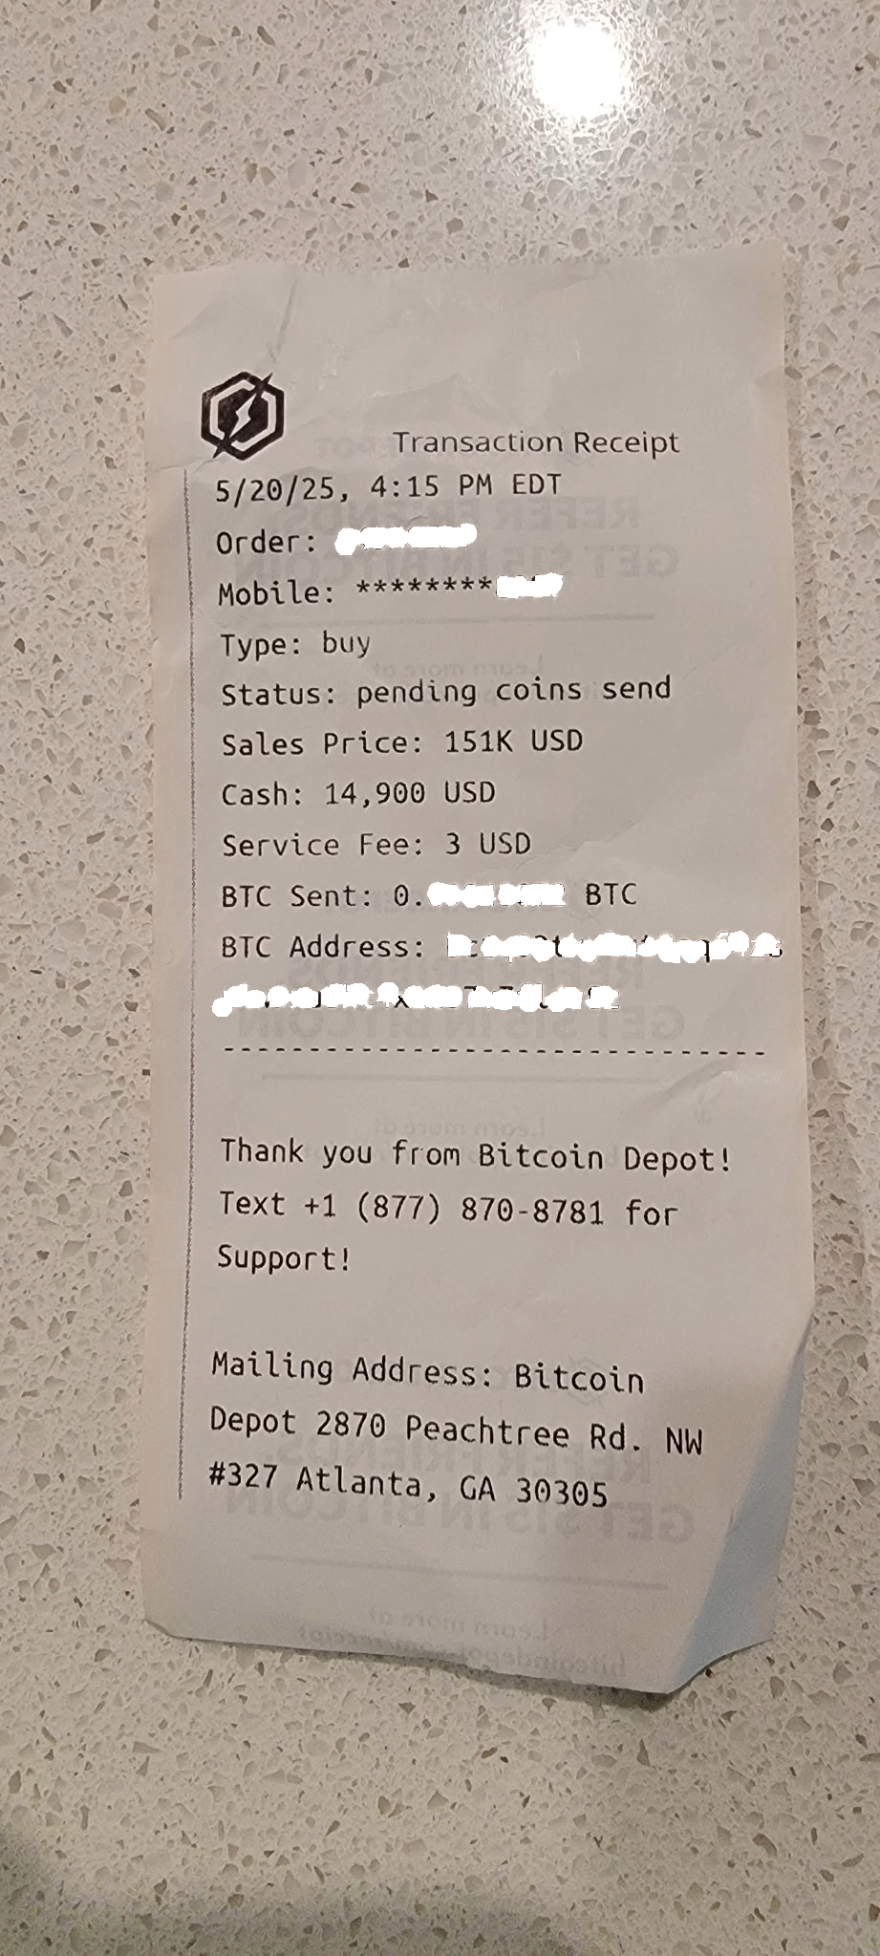 Transaction Receipt
5/20/25, 4:15 PM EDT
Order:
Mobile: ********
Type: buy
Status: pending coins send
Sales Price: 151K USD
Cash: 14,900 USD
Service Fee: 3 USD
BTC Sent: 0. BTC
BTC Address:
--------------------------------
Thank you from Bitcoin Depot!
Text +1 (877) 870-8781 for
Support!
Mailing Address: Bitcoin
Depot 2870 Peachtree Rd. NW
#327 Atlanta, GA 30305